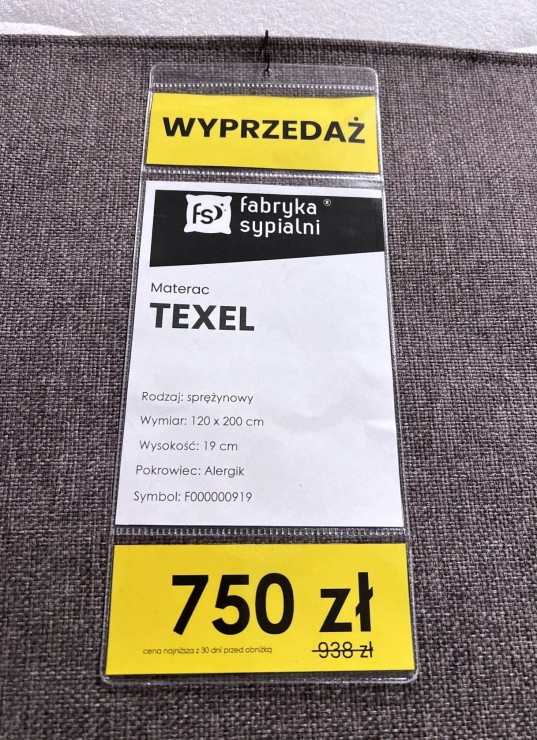 WYPRZEDAŻ
fs
fabryka ®
sypialni
Materac
TEXEL
Rodzaj: sprężynowy
Wymiar: 120 x 200 cm
Wysokość: 19 cm
Pokrowiec: Alergik
Symbol: F000000919
750 zł
cena najniższa z 30 dni przed obniżką 938 zł